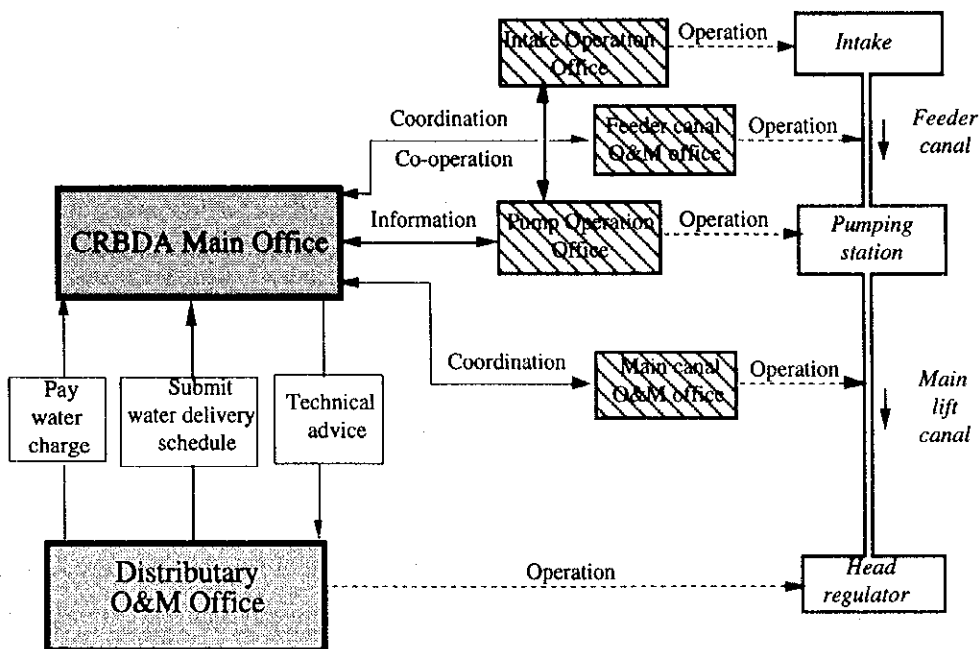 Intake Operation
Office
Operation
Intake
Coordination
Co-operation
Feeder canal
O&M office
Operation
Feeder
canal
CRBDA Main Office
Information
Pump Operation
Office
Operation
Pumping
station
Coordination
Main canal
O&M office
Operation
Main
lift
canal
Pay
water
charge
Submit
water delivery
schedule
Technical
advice
Distributary
O&M Office
Operation
Head
regulator